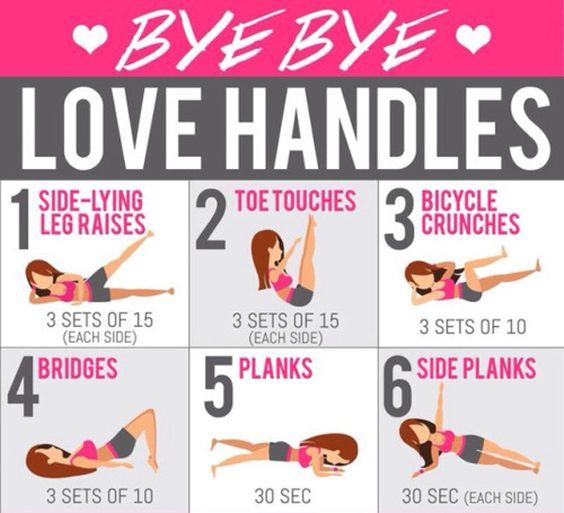 BYE BYE
LOVE HANDLES
1 SIDE-LYING
LEG RAISES
3 SETS OF 15
(EACH SIDE)
2 TOE TOUCHES
3 SETS OF 15
(EACH SIDE)
3 BICYCLE
CRUNCHES
3 SETS OF 10
4 BRIDGES
3 SETS OF 10
5 PLANKS
30 SEC
6 SIDE PLANKS
30 SEC (EACH SIDE)